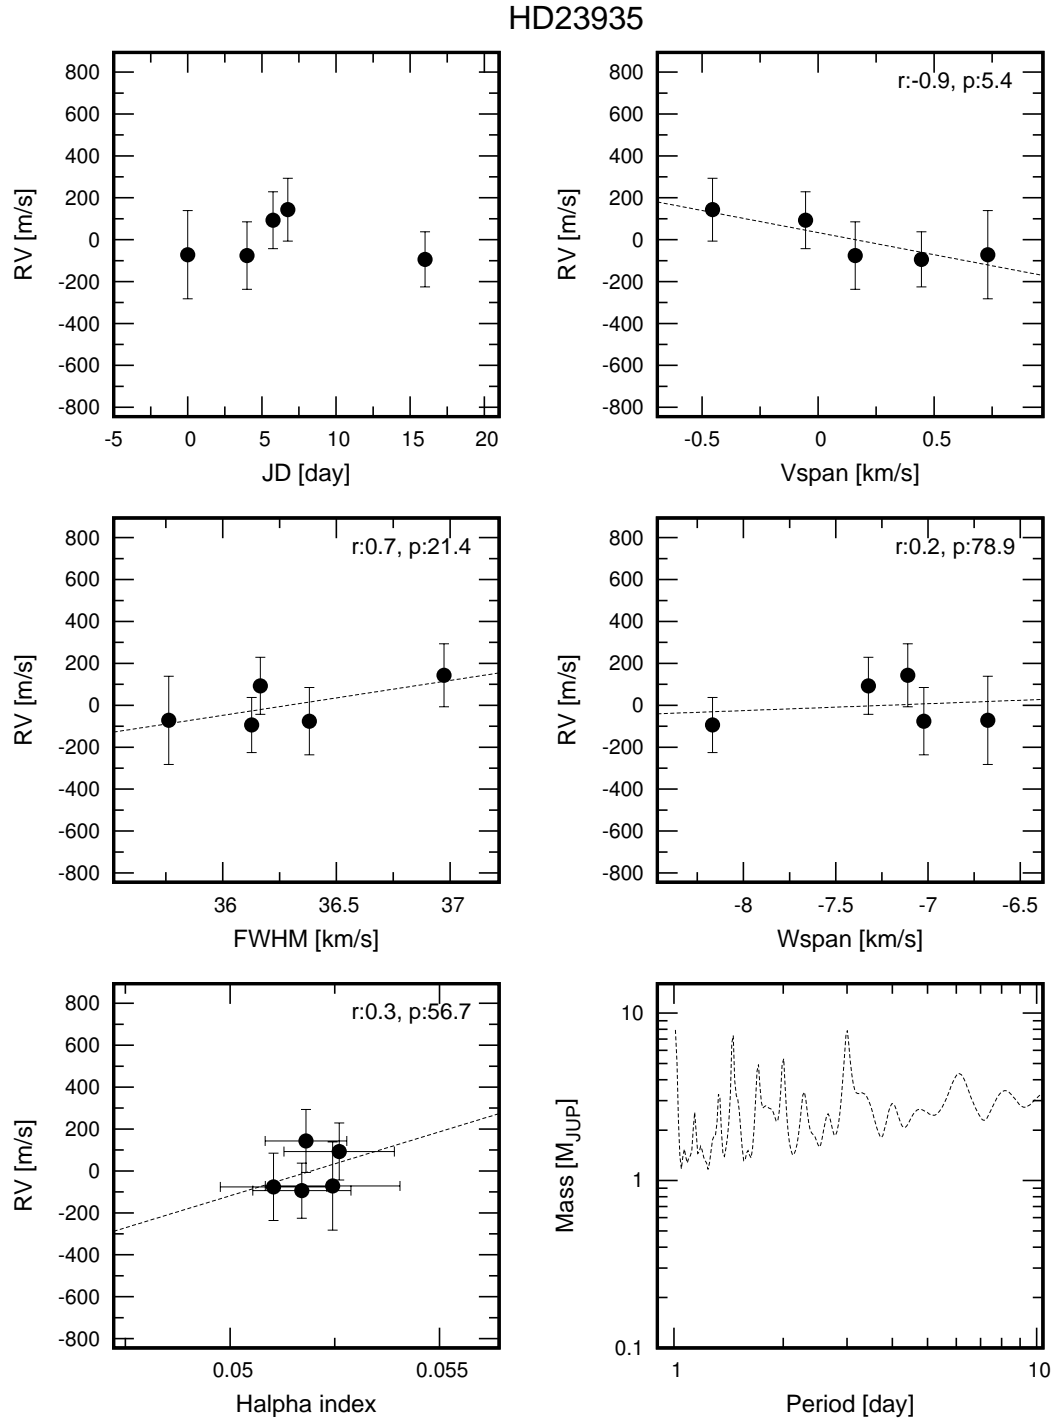 HD23935
800
600
400
200
0
-200
-400
-600
-800
RV [m/s]
-5 0 5 10 15 20
JD [day]
r:-0.9, p:5.4
800
600
400
200
0
-200
-400
-600
-800
RV [m/s]
-0.5 0 0.5
Vspan [km/s]
r:0.7, p:21.4
800
600
400
200
0
-200
-400
-600
-800
RV [m/s]
36 36.5 37
FWHM [km/s]
r:0.2, p:78.9
800
600
400
200
0
-200
-400
-600
-800
RV [m/s]
-8 -7.5 -7 -6.5
Wspan [km/s]
r:0.3, p:56.7
800
600
400
200
0
-200
-400
-600
-800
RV [m/s]
0.05 0.055
Halpha index
10
1
0.1
Mass [MJUP]
1 10
Period [day]